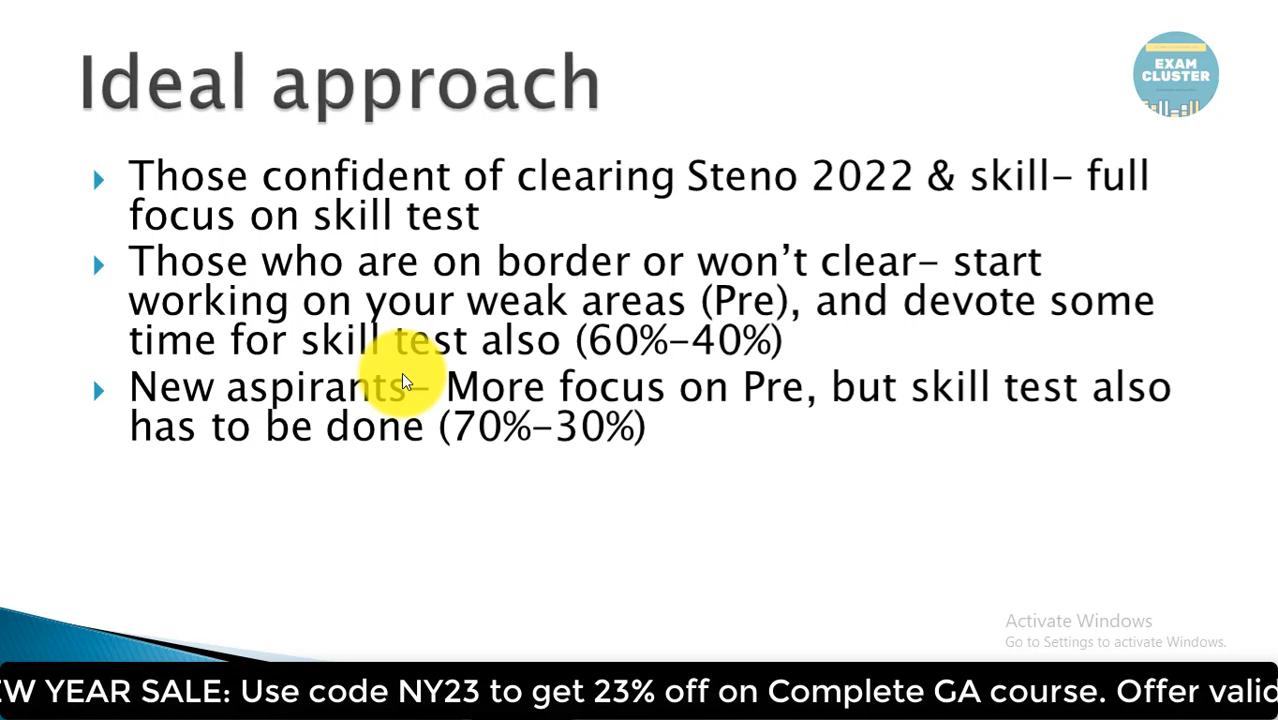 Ideal approach
EXAM
CLUSTER
Those confident of clearing Steno 2022 & skill– full
focus on skill test
Those who are on border or won’t clear– start
working on your weak areas (Pre), and devote some
time for skill test also (60%–40%)
New aspirants– More focus on Pre, but skill test also
has to be done (70%–30%)
Activate Windows
Go to Settings to activate Windows.
EW YEAR SALE: Use code NY23 to get 23% off on Complete GA course. Offer valid